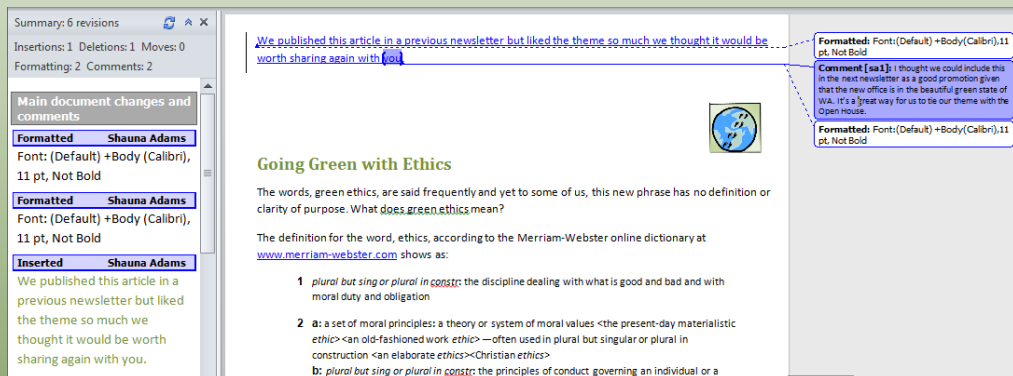 Summary: 6 revisions
Insertions: 1 Deletions: 1 Moves: 0
Formatting: 2 Comments: 2
Main document changes and
comments
Formatted Shauna Adams
Font: (Default) +Body (Calibri),
11 pt, Not Bold
Formatted Shauna Adams
Font: (Default) +Body (Calibri),
11 pt, Not Bold
Inserted Shauna Adams
We published this article in a
previous newsletter but liked
the theme so much we
thought it would be worth
sharing again with you.
We published this article in a previous newsletter but liked the theme so much we thought it would be
worth sharing again with you.
Going Green with Ethics
The words, green ethics, are said frequently and yet to some of us, this new phrase has no definition or
clarity of purpose. What does green ethics mean?
The definition for the word, ethics, according to the Merriam-Webster online dictionary at
www.merriam-webster.com shows as:
1 plural but sing or plural in constr: the discipline dealing with what is good and bad and with
moral duty and obligation
2 a: a set of moral principles: a theory or system of moral values <the present-day materialistic
ethic> <an old-fashioned work ethic> —often used in plural but singular or plural in
construction <an elaborate ethics><Christian ethics>
b: plural but sing or plural in constr: the principles of conduct governing an individual or a
Formatted: Font:(Default) +Body(Calibri),11
pt, Not Bold
Comment [sa1]: I thought we could include this
in the next newsletter as a good promotion given
that the new office is in the beautiful green state of
WA. It's a great way for us to tie our theme with the
Open House.
Formatted: Font:(Default) +Body(Calibri),11
pt, Not Bold